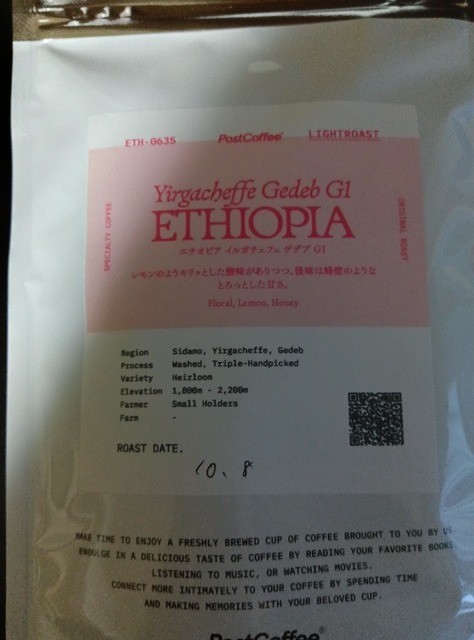 ETH-0635 PostCoffee® LIGHTROAST
SPECIALTY COFFEE
Yirgacheffe Gedeb G1
ETHIOPIA
エチオピア イルガチェフェ ゲデブ G1
レモンのようキリッとした酸味がありつつ、後味は蜂蜜のような
とろっとした甘さ。
Floral, Lemon, Honey
ORIGINAL ROAST
Region Sidamo, Yirgacheffe, Gedeb
Process Washed, Triple-Handpicked
Variety Heirloom
Elevation 1,800m - 2,200m
Farmer Small Holders
Farm -
ROAST DATE.
10. 8
MAKE TIME TO ENJOY A FRESHLY BREWED CUP OF COFFEE BROUGHT TO YOU BY US.
INDULGE IN A DELICIOUS TASTE OF COFFEE BY READING YOUR FAVORITE BOOKS,
LISTENING TO MUSIC, OR WATCHING MOVIES.
CONNECT MORE INTIMATELY TO YOUR COFFEE BY SPENDING TIME
AND MAKING MEMORIES WITH YOUR BELOVED CUP.
PostCoffee®